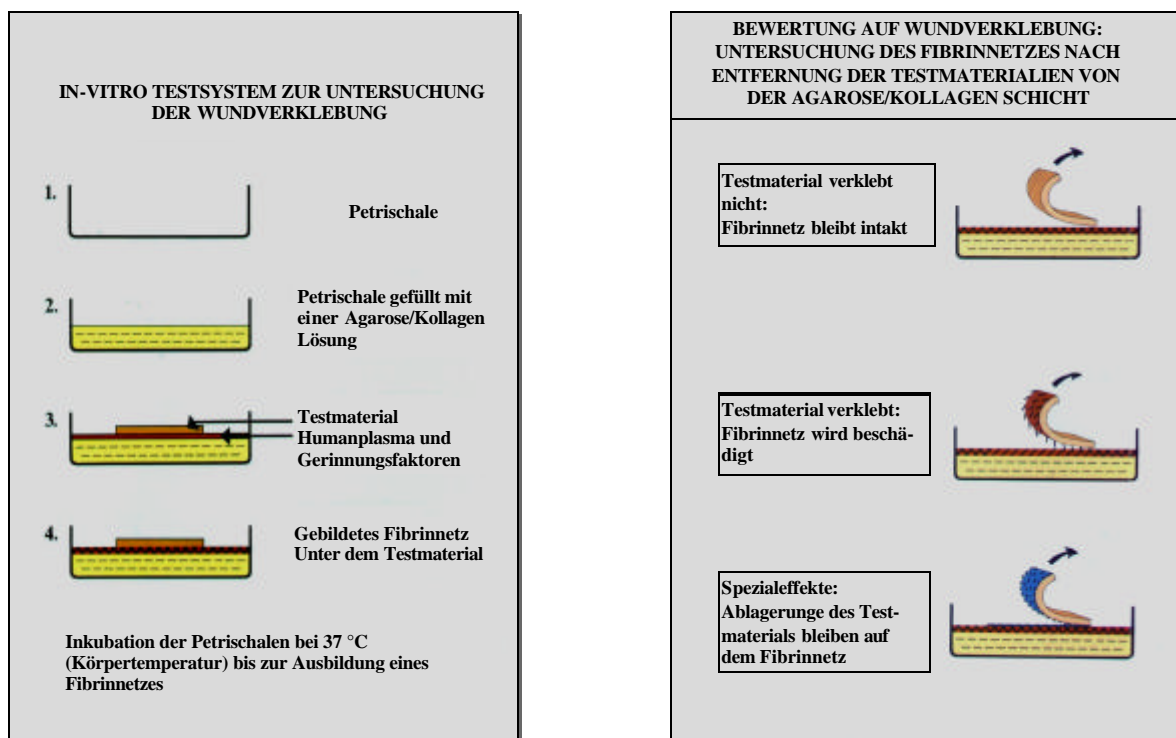 IN-VITRO TESTSYSTEM ZUR UNTERSUCHUNG
DER WUNDVERKLEBUNG
1.
Petrischale
2.
Petrischale gefüllt mit
einer Agarose/Kollagen
Lösung
3.
Testmaterial
Humanplasma und
Gerinnungsfaktoren
4.
Gebildetes Fibrinnetz
Unter dem Testmaterial
Inkubation der Petrischalen bei 37 °C
(Körpertemperatur) bis zur Ausbildung eines
Fibrinnetzes
BEWERTUNG AUF WUNDVERKLEBUNG:
UNTERSUCHUNG DES FIBRINNETZES NACH
ENTFERNUNG DER TESTMATERIALIEN VON
DER AGAROSE/KOLLAGEN SCHICHT
Testmaterial verklebt
nicht:
Fibrinnetz bleibt intakt
Testmaterial verklebt:
Fibrinnetz wird beschä-
digt
Spezialeffekte:
Ablagerunge des Test-
materials bleiben auf
dem Fibrinnetz